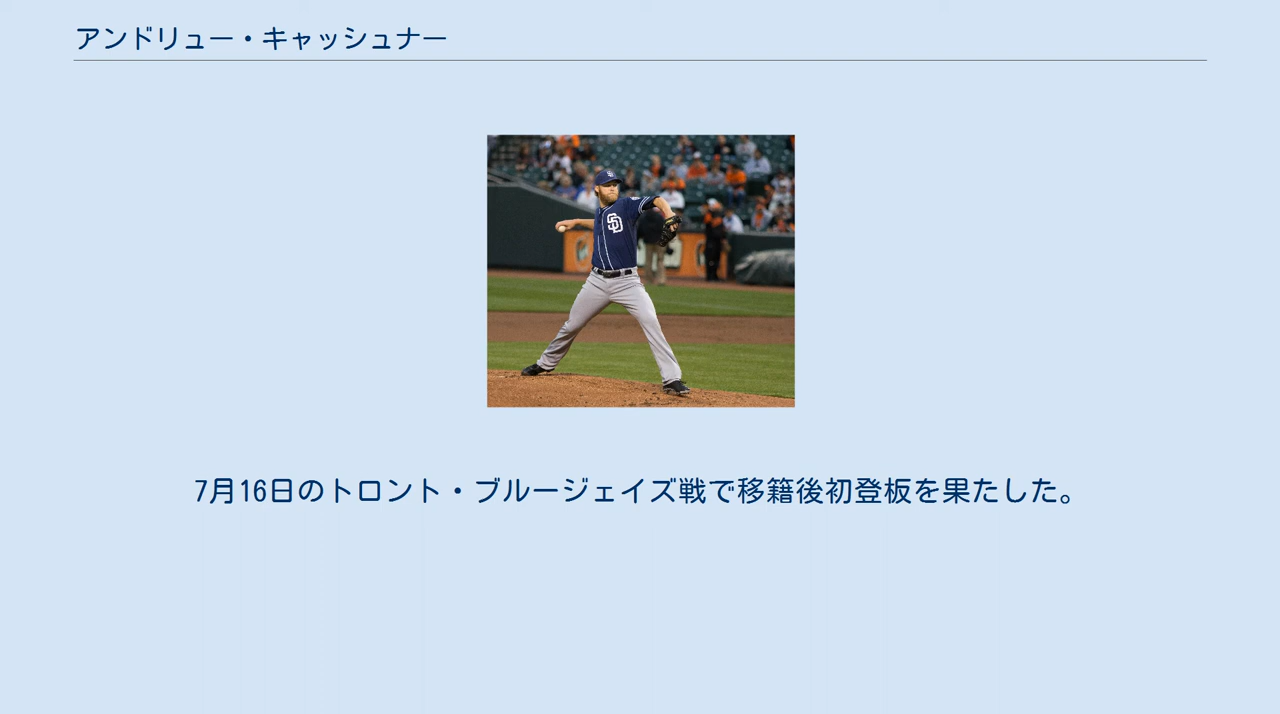 アンドリュー・キャッシュナー
SD
7月16日のトロント・ブルージェイズ戦で移籍後初登板を果たした。